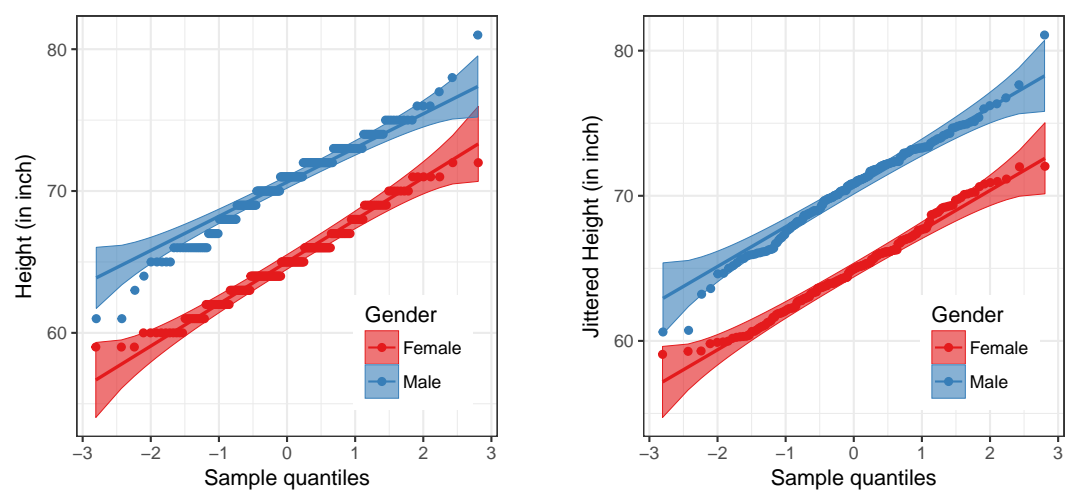 80
70
60
−3
−2
−1
0
1
2
3
Sample quantiles
Height (in inch)
Gender
Female
Male
80
70
60
−3
−2
−1
0
1
2
3
Sample quantiles
Jittered Height (in inch)
Gender
Female
Male